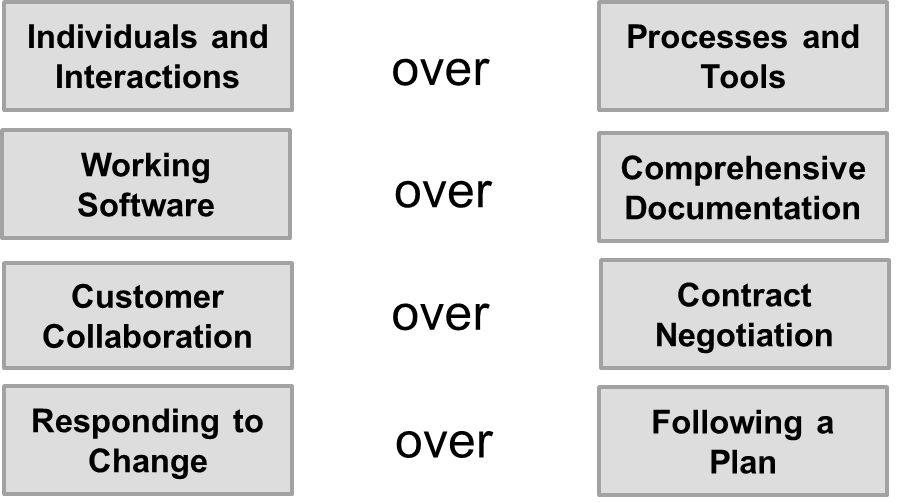 Individuals and
Interactions
over
Processes and
Tools
Working
Software
over
Comprehensive
Documentation
Customer
Collaboration
over
Contract
Negotiation
Responding to
Change
over
Following a
Plan